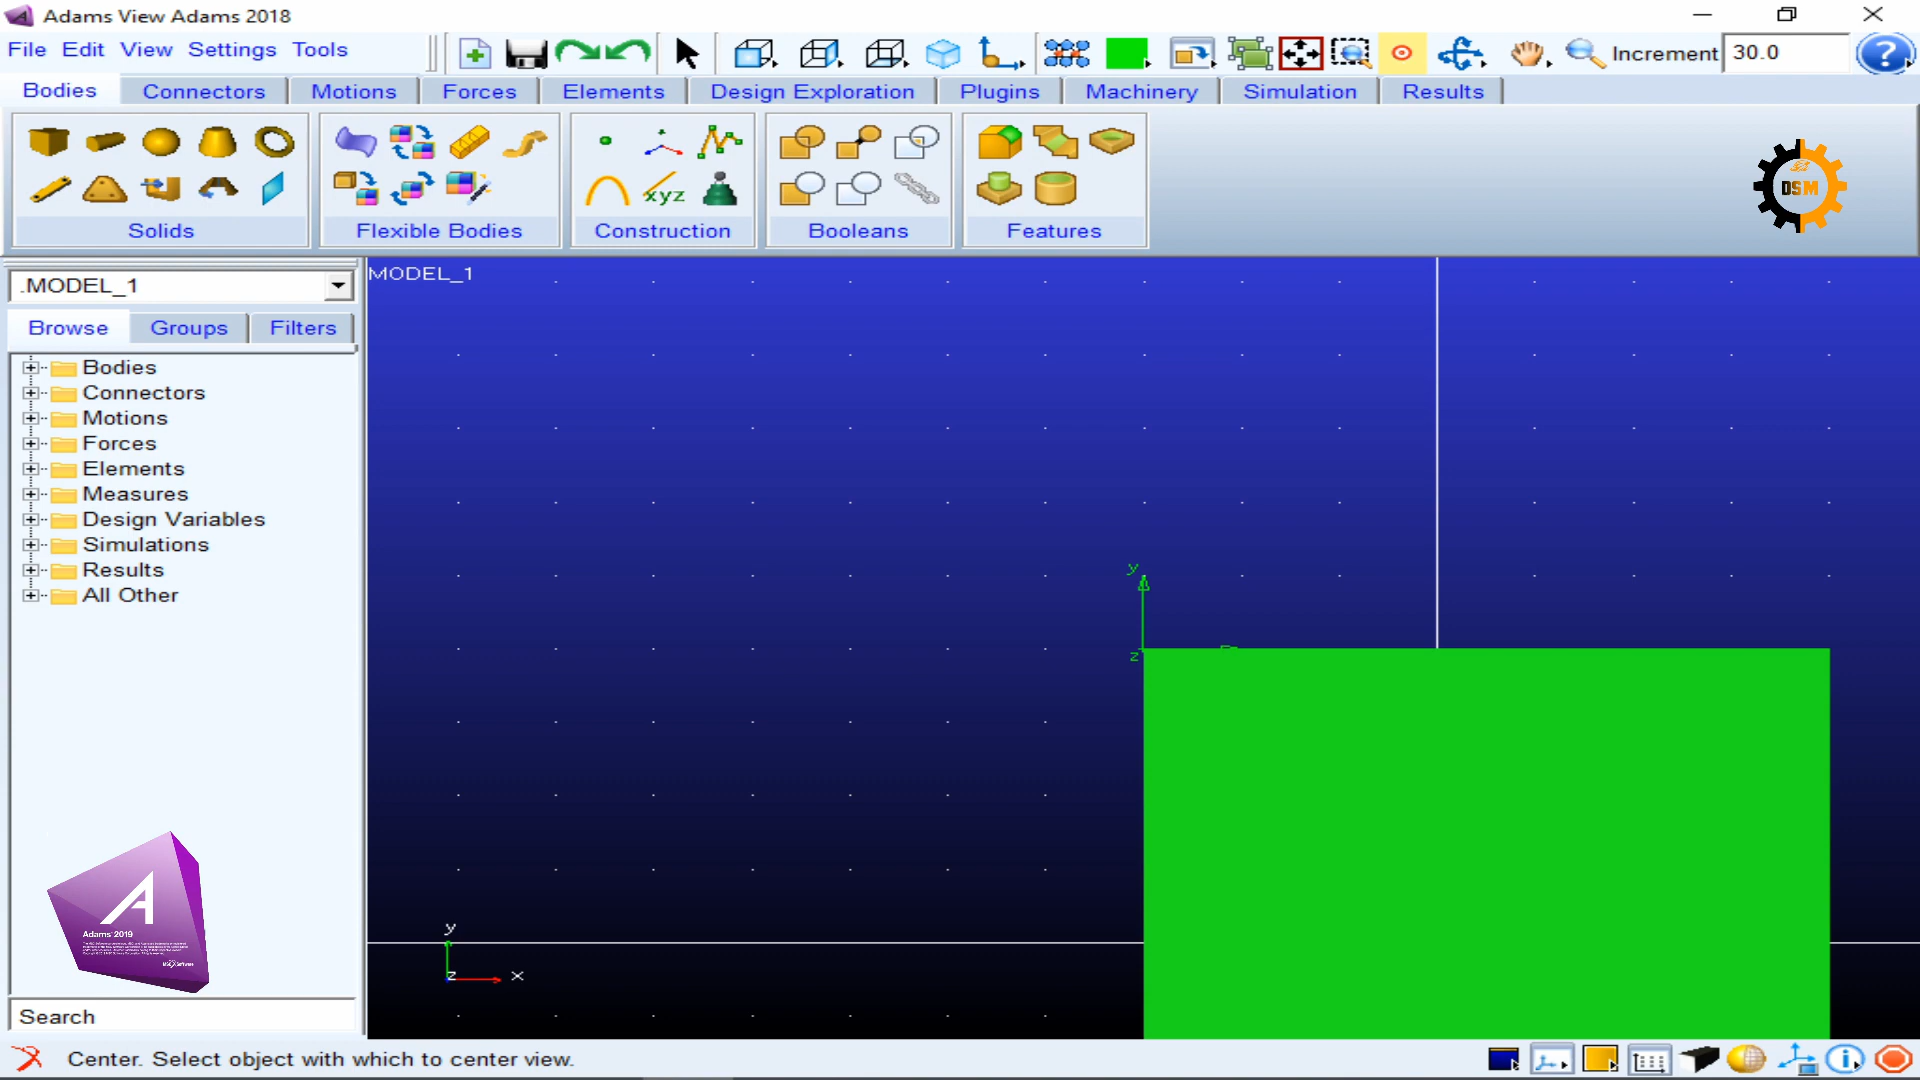 Adams View Adams 2018
File Edit View Settings Tools
Increment 30.0
Bodies Connectors Motions Forces Elements Design Exploration Plugins Machinery Simulation Results
xyz
DSM
Solids Flexible Bodies Construction Booleans Features
.MODEL_1
MODEL_1
Browse Groups Filters
Bodies
Connectors
Motions
Forces
Elements
Measures
Design Variables
Simulations
Results
All Other
y
z
A
Adams 2019
MSC Software
y
z x
Search
Center. Select object with which to center view.